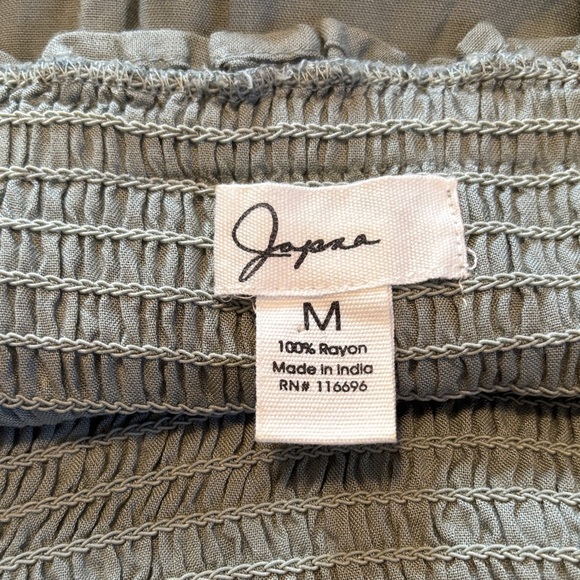 Japna
M
100% Rayon
Made in India
RN# 116696